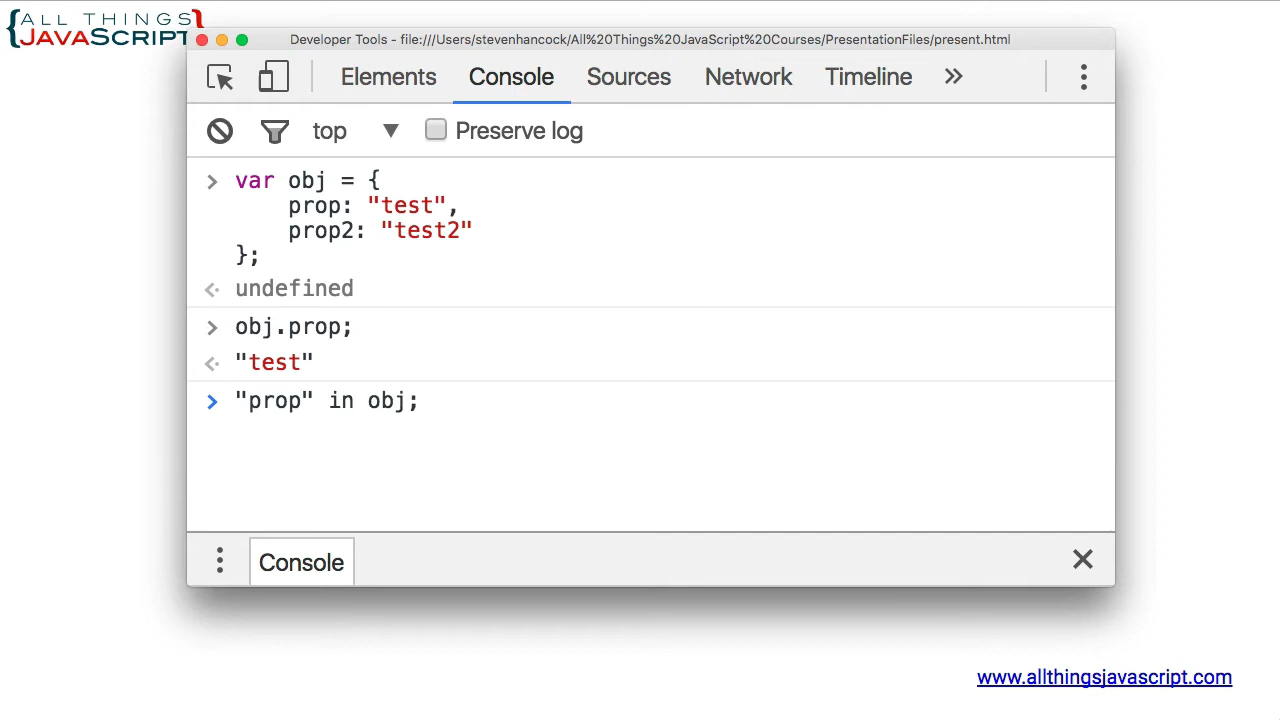 {ALL THINGS}
JAVASCRIPT
Developer Tools - file:///Users/stevenhancock/All%20Things%20JavaScript%20Courses/PresentationFiles/present.html
Elements Console Sources Network Timeline »
top ▼ Preserve log
> var obj = {
prop: "test",
prop2: "test2"
};
undefined
> obj.prop;
"test"
> "prop" in obj;
Console
www.allthingsjavascript.com